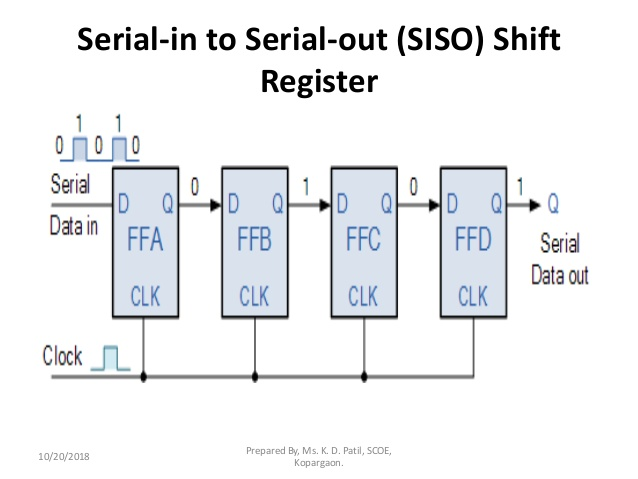 Serial-in to Serial-out (SISO) Shift
Register
1 1
0 0 0
Serial
Data in
D Q
FFA
CLK
0
D Q
FFB
CLK
1
D Q
FFC
CLK
0
D Q
FFD
CLK
1
Q
Serial
Data out
Clock
10/20/2018
Prepared By, Ms. K. D. Patil, SCOE,
Kopargaon.